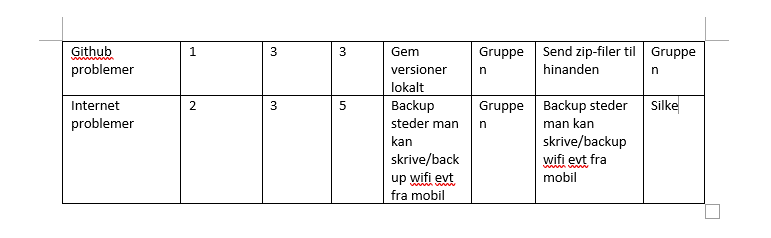 Github problemer
1
3
3
Gem versioner lokalt
Gruppen
Send zip-filer til hinanden
Gruppen
Internet problemer
2
3
5
Backup steder man kan skrive/backup wifi evt fra mobil
Gruppen
Backup steder man kan skrive/backup wifi evt fra mobil
Silke